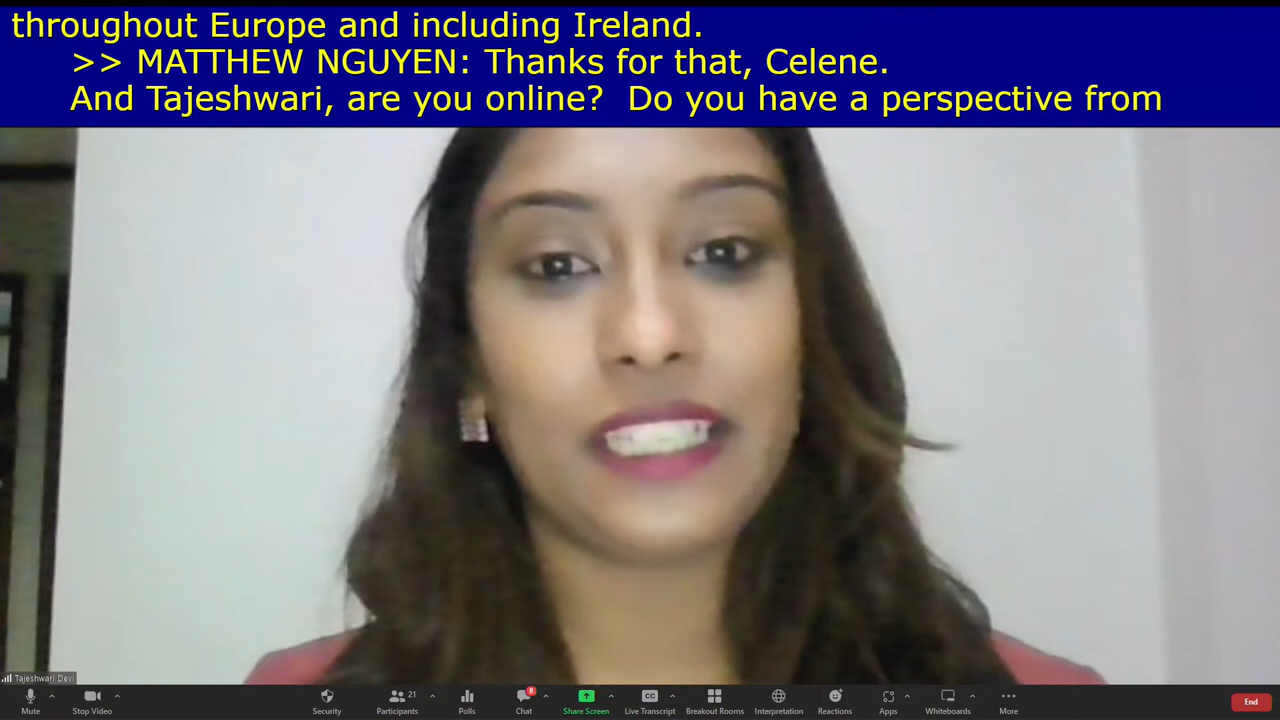 throughout Europe and including Ireland.
>> MATTHEW NGUYEN: Thanks for that, Celene.
And Tajeshwari, are you online?  Do you have a perspective from
Tajeshwari Devi
Mute
Stop Video
Security
Participants
21
Polls
Chat
8
Share Screen
CC
Live Transcript
Breakout Rooms
Interpretation
Reactions
Apps
Whiteboards
More
End